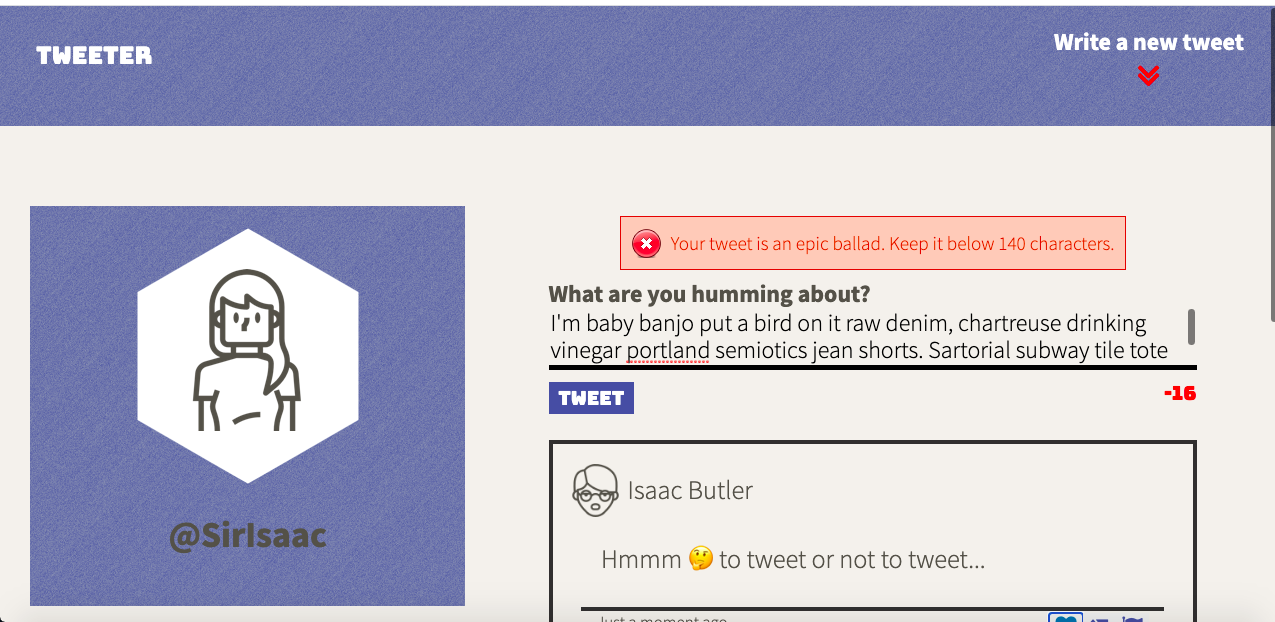 TWEETER
Write a new tweet
@SirIsaac
Your tweet is an epic ballad. Keep it below 140 characters.
What are you humming about?
I'm baby banjo put a bird on it raw denim, chartreuse drinking
vinegar portland semiotics jean shorts. Sartorial subway tile tote
TWEET
-16
Isaac Butler
Hmmm 🤔 to tweet or not to tweet...
Just a moment ago